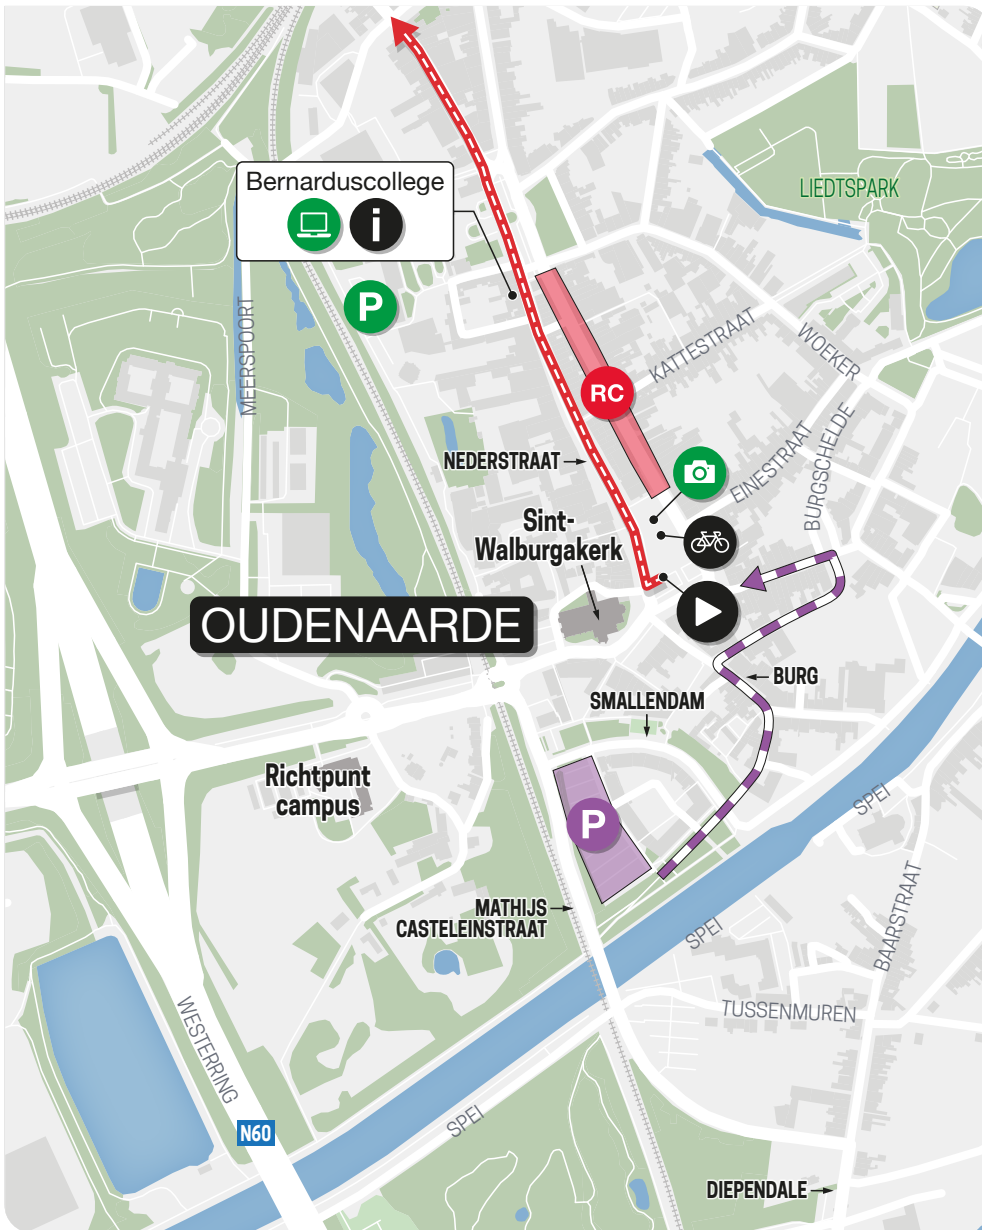 Bernarduscollege
i
P
LIEDTSPARK
MEERSPOORT
KATTESTRAAT
WOEKER
RC
NEDERSTRAAT
EINESTRAAT
BURGSCHELDE
Sint-
Walburgakerk
OUDENAARDE
BURG
SMALLENDAM
Richtpunt
campus
P
SPEI
MATHIJS
CASTELEINSTRAAT
SPEI
BAARSTRAAT
WESTERRING
TUSSENMUREN
N60
SPEI
DIEPENDALE